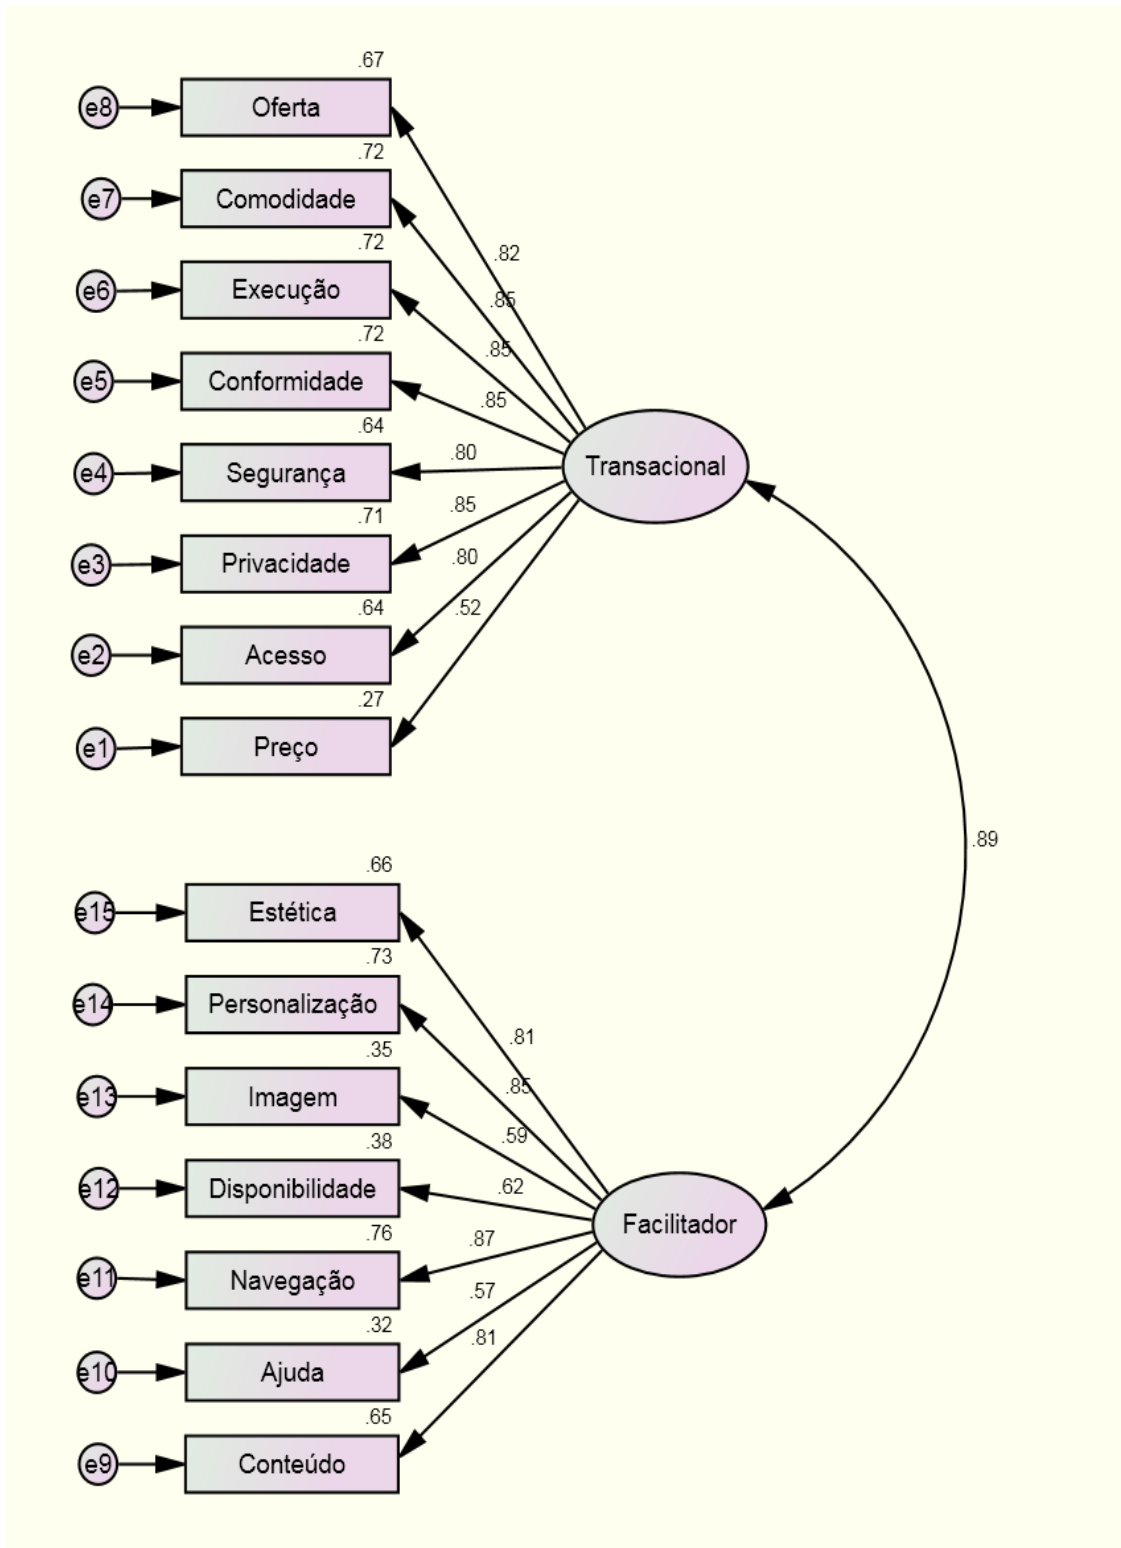 .67
e8 Oferta
.72
e7 Comodidade
.72
e6 Execução
.72
e5 Conformidade
.64
e4 Segurança
.71
e3 Privacidade
.64
e2 Acesso
.27
e1 Preço
.82
.85
.85
.85
.80
.85
.80
.52
Transacional
.89
.66
e15 Estética
.73
e14 Personalização
.35
e13 Imagem
.38
e12 Disponibilidade
.76
e11 Navegação
.32
e10 Ajuda
.65
e9 Conteúdo
.81
.85
.59
.62
.87
.57
.81
Facilitador